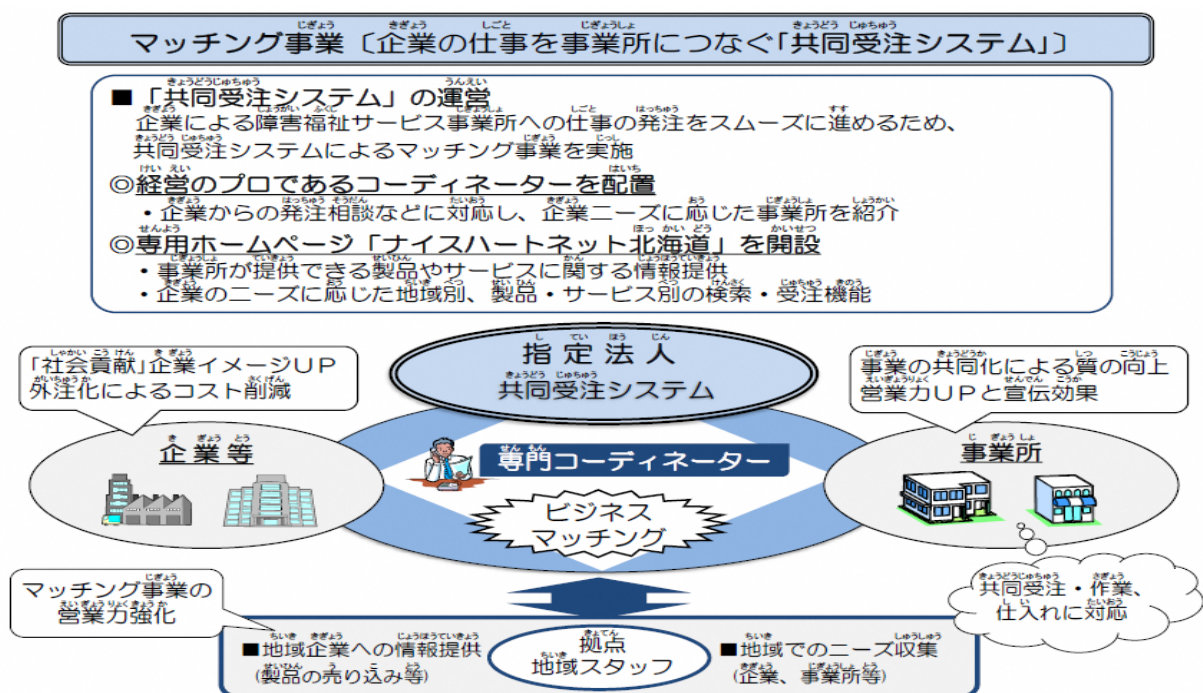 マッチング事業〔企業の仕事を事業所につなぐ「共同受注システム」〕
■「共同受注システム」の運営
企業による障害福祉サービス事業所への仕事の発注をスムーズに進めるため、
共同受注システムによるマッチング事業を実施
◎経営のプロであるコーディネーターを配置
・企業からの発注相談などに対応し、企業ニーズに応じた事業所を紹介
◎専用ホームページ「ナイスハートネット北海道」を開設
・事業所が提供できる製品やサービスに関する情報提供
・企業のニーズに応じた地域別、製品・サービス別の検索・受注機能
指定法人
共同受注システム
「社会貢献」企業イメージUP
外注化によるコスト削減
事業の共同化による質の向上
営業力UPと宣伝効果
企業等
専門コーディネーター
事業所
ビジネス
マッチング
マッチング事業の
営業力強化
共同受注・作業、
仕入れに対応
■地域企業への情報提供
(製品の売り込み等)
拠点
地域スタッフ
■地域でのニーズ収集
(企業、事業所等)